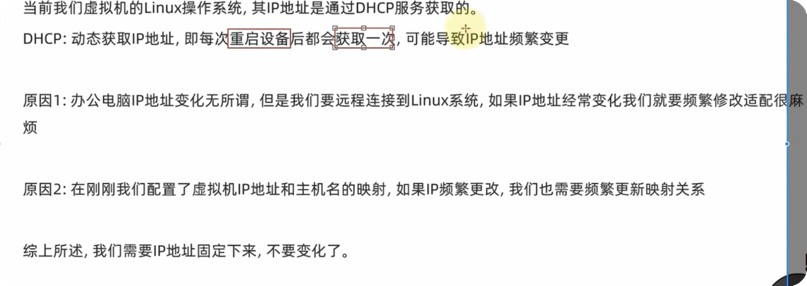 当前我们虚拟机的Linux操作系统, 其IP地址是通过DHCP服务获取的。
DHCP: 动态获取IP地址, 即每次重启设备后都会获取一次, 可能导致IP地址频繁变更
原因1: 办公电脑IP地址变化无所谓, 但是我们要远程连接到Linux系统, 如果IP地址经常变化我们就要频繁修改适配很麻
烦
原因2: 在刚刚我们配置了虚拟机IP地址和主机名的映射, 如果IP频繁更改, 我们也需要频繁更新映射关系
综上所述, 我们需要IP地址固定下来, 不要变化了。